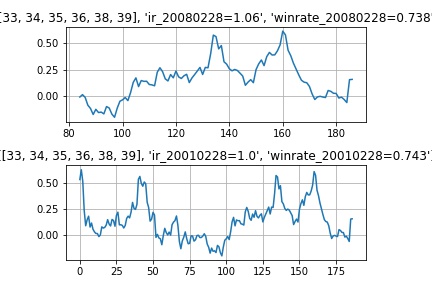 [33, 34, 35, 36, 38, 39], 'ir_20080228=1.06', 'winrate_20080228=0.738'
0.50
0.25
0.00
80 100 120 140 160 180
[[33, 34, 35, 36, 38, 39], 'ir_20010228=1.0', 'winrate_20010228=0.743']
0.50
0.25
0.00
0 25 50 75 100 125 150 175